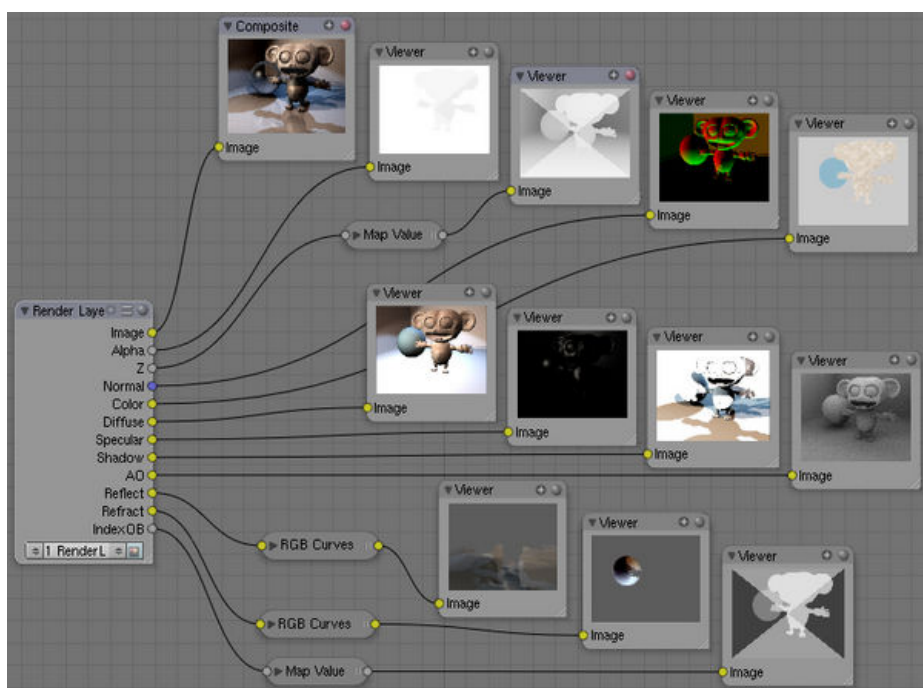 Composite
Image
Viewer
Image
Viewer
Image
Viewer
Image
Viewer
Image
Map Value
Render Laye
Image
Alpha
Z
Normal
Color
Diffuse
Specular
Shadow
AO
Reflect
Refract
IndexOB
1 RenderL
Viewer
Image
Viewer
Image
Viewer
Image
Viewer
Image
RGB Curves
Viewer
Image
RGB Curves
Viewer
Image
Map Value
Viewer
Image